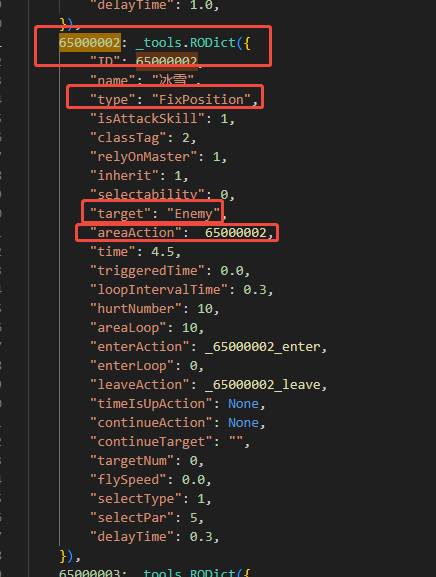 "delayTime": 1.0,
}),
65000002: _tools.RODict({
"ID": 65000002,
"name": "冰雪",
"type": "FixPosition",
"isAttackSkill": 1,
"classTag": 2,
"relyOnMaster": 1,
"inherit": 1,
"selectability": 0,
"target": "Enemy",
"areaAction": _65000002,
"time": 4.5,
"triggeredTime": 0.0,
"loopIntervalTime": 0.3,
"hurtNumber": 10,
"areaLoop": 10,
"enterAction": _65000002_enter,
"enterLoop": 0,
"leaveAction": _65000002_leave,
"timeIsUpAction": None,
"continueAction": None,
"continueTarget": "",
"targetNum": 0,
"flySpeed": 0.0,
"selectType": 1,
"selectPar": 5,
"delayTime": 0.3,
}),
65000003: _tools.RODict({